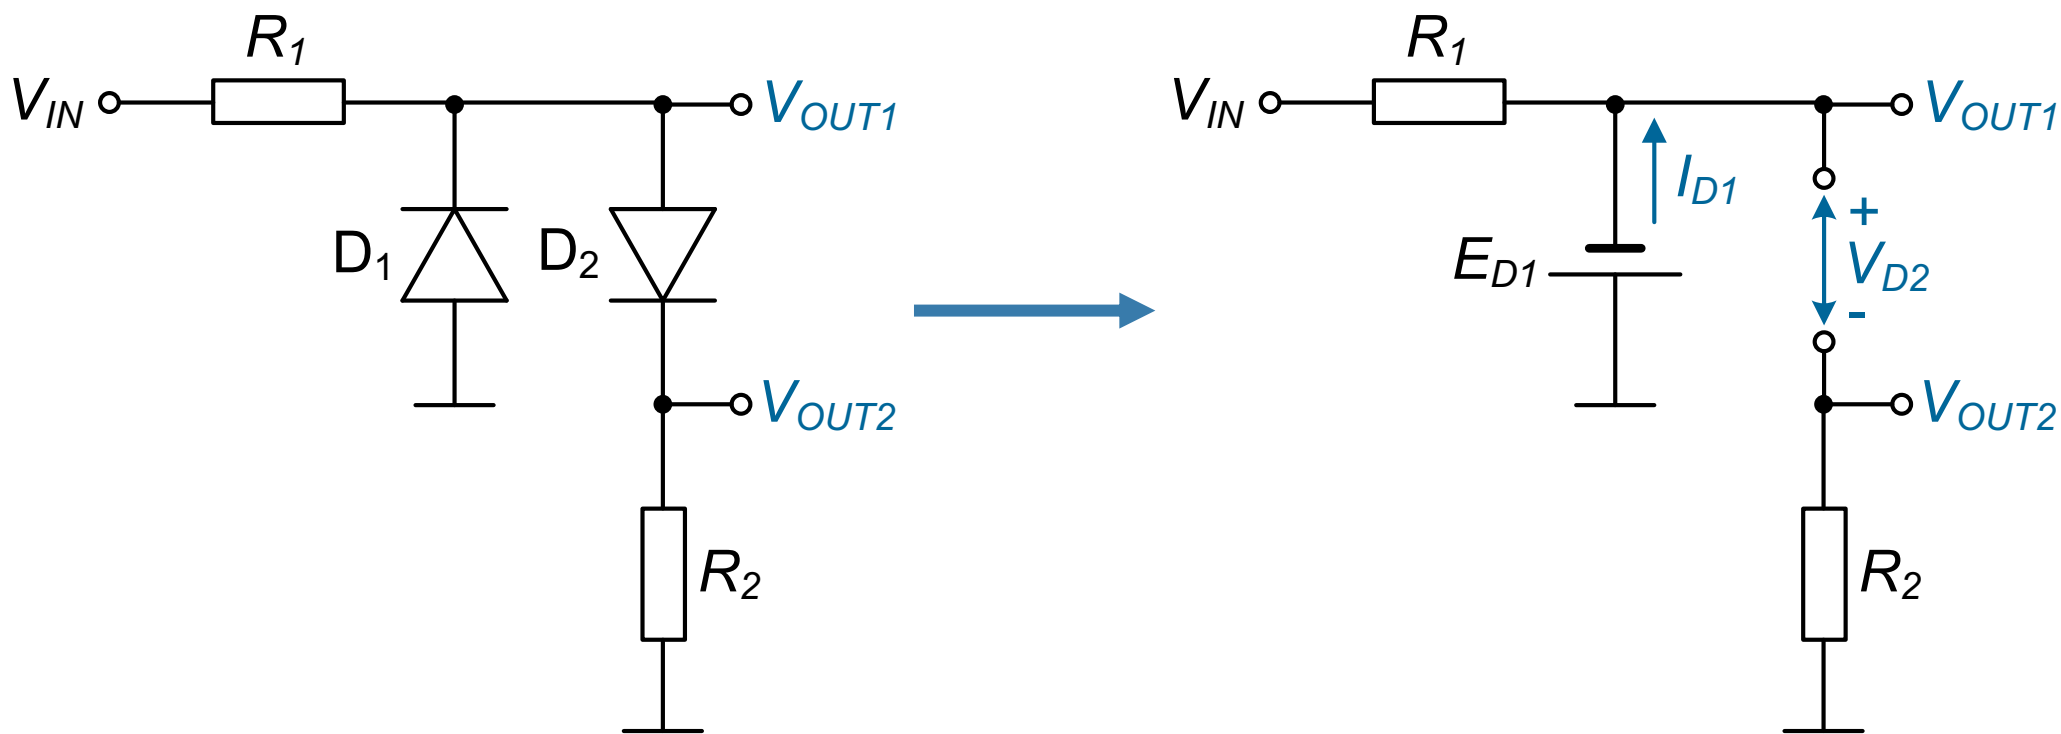 R1
VIN
VOUT1
D1
D2
VOUT2
R2
R1
VIN
VOUT1
ID1
+
ED1
VD2
-
VOUT2
R2